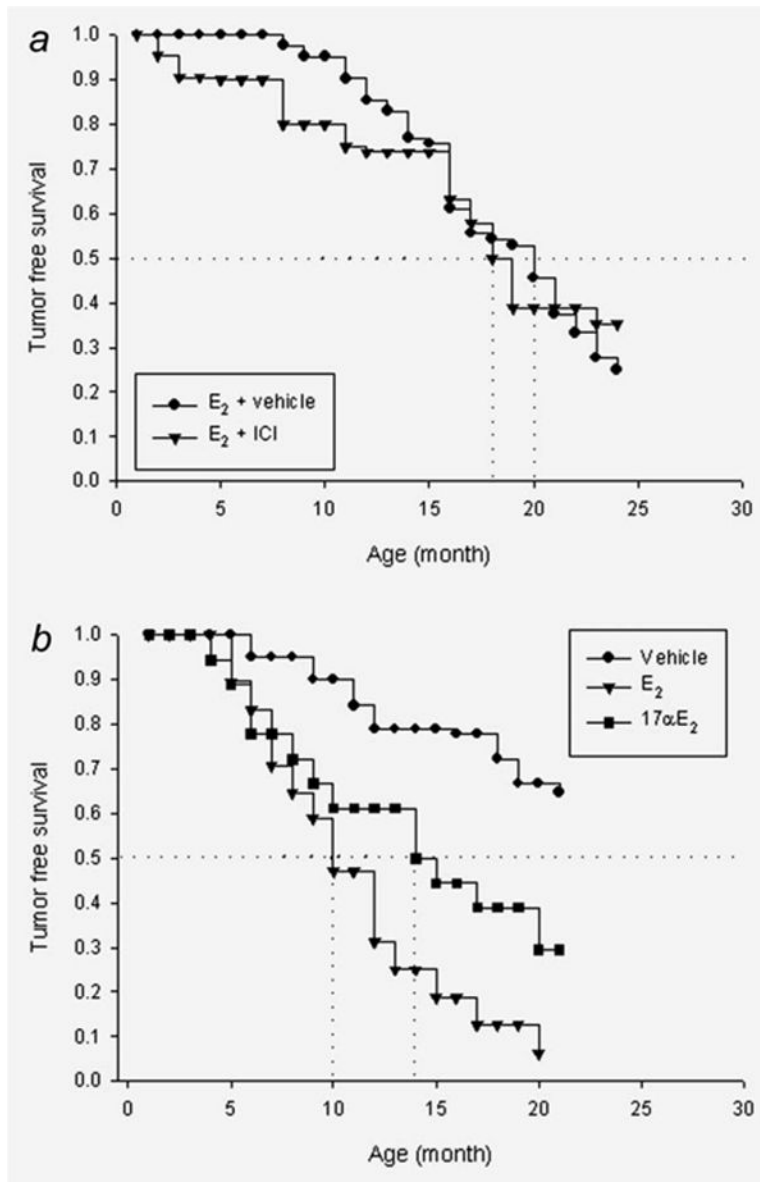 a
1.0
0.9
0.8
0.7
0.6
0.5
0.4
0.3
0.2
0.1
0.0
Tumor free survival
E₂ + vehicle
E₂ + ICI
0 5 10 15 20 25 30
Age (month)
b
1.0
0.9
0.8
0.7
0.6
0.5
0.4
0.3
0.2
0.1
0.0
Tumor free survival
Vehicle
E₂
17αE₂
0 5 10 15 20 25 30
Age (month)